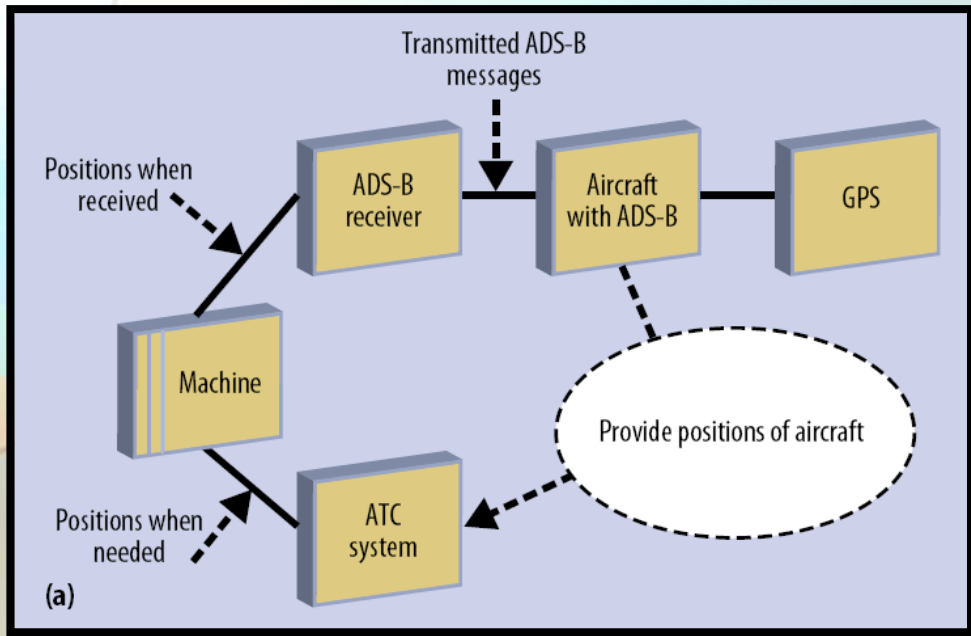 Transmitted ADS-B
messages
Positions when
received
ADS-B
receiver
Aircraft
with ADS-B
GPS
Machine
Provide positions of aircraft
Positions when
needed
ATC
system
(a)